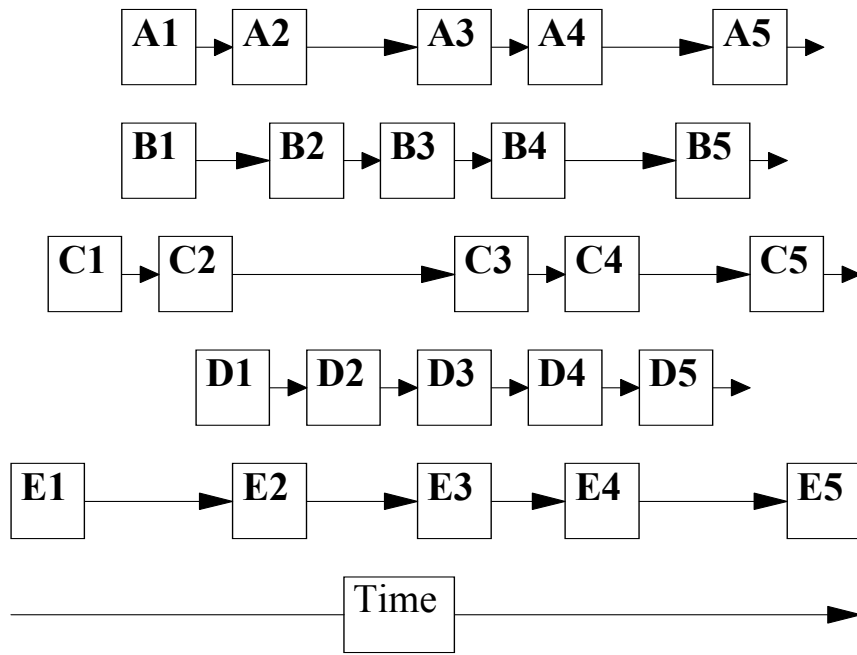 A1 A2 A3 A4 A5
B1 B2 B3 B4 B5
C1 C2 C3 C4 C5
D1 D2 D3 D4 D5
E1 E2 E3 E4 E5
Time